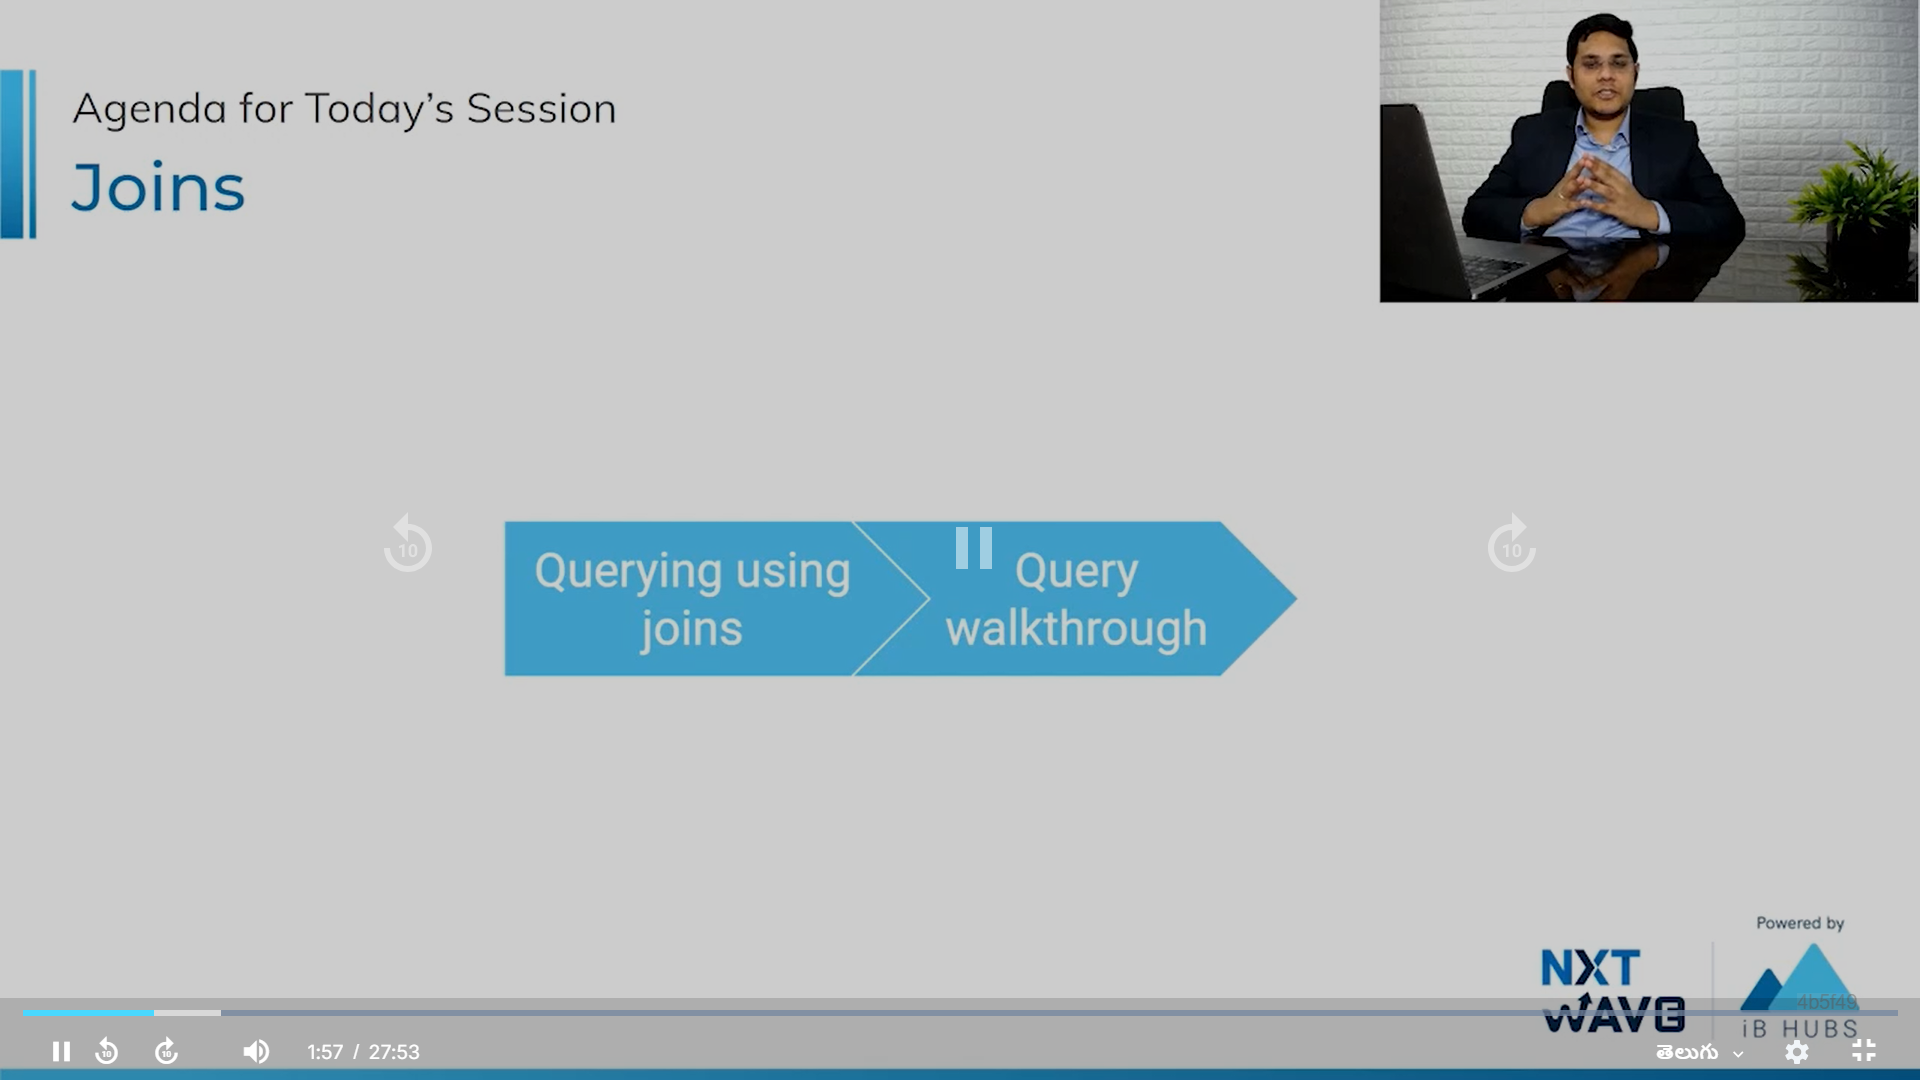 Agenda for Today’s Session
Joins
10
Querying using
joins
Query
walkthrough
10
Powered by
NXT
WAVE
4b5f49
iB HUBS
10
10
1:57 / 27:53
తెలుగు